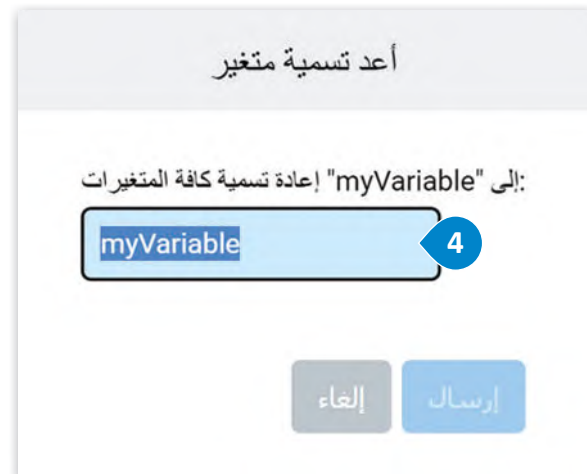 أعد تسمية متغير
إعادة تسمية كافة المتغيرات "myVariable" إلى:
myVariable
4
إرسال
إلغاء